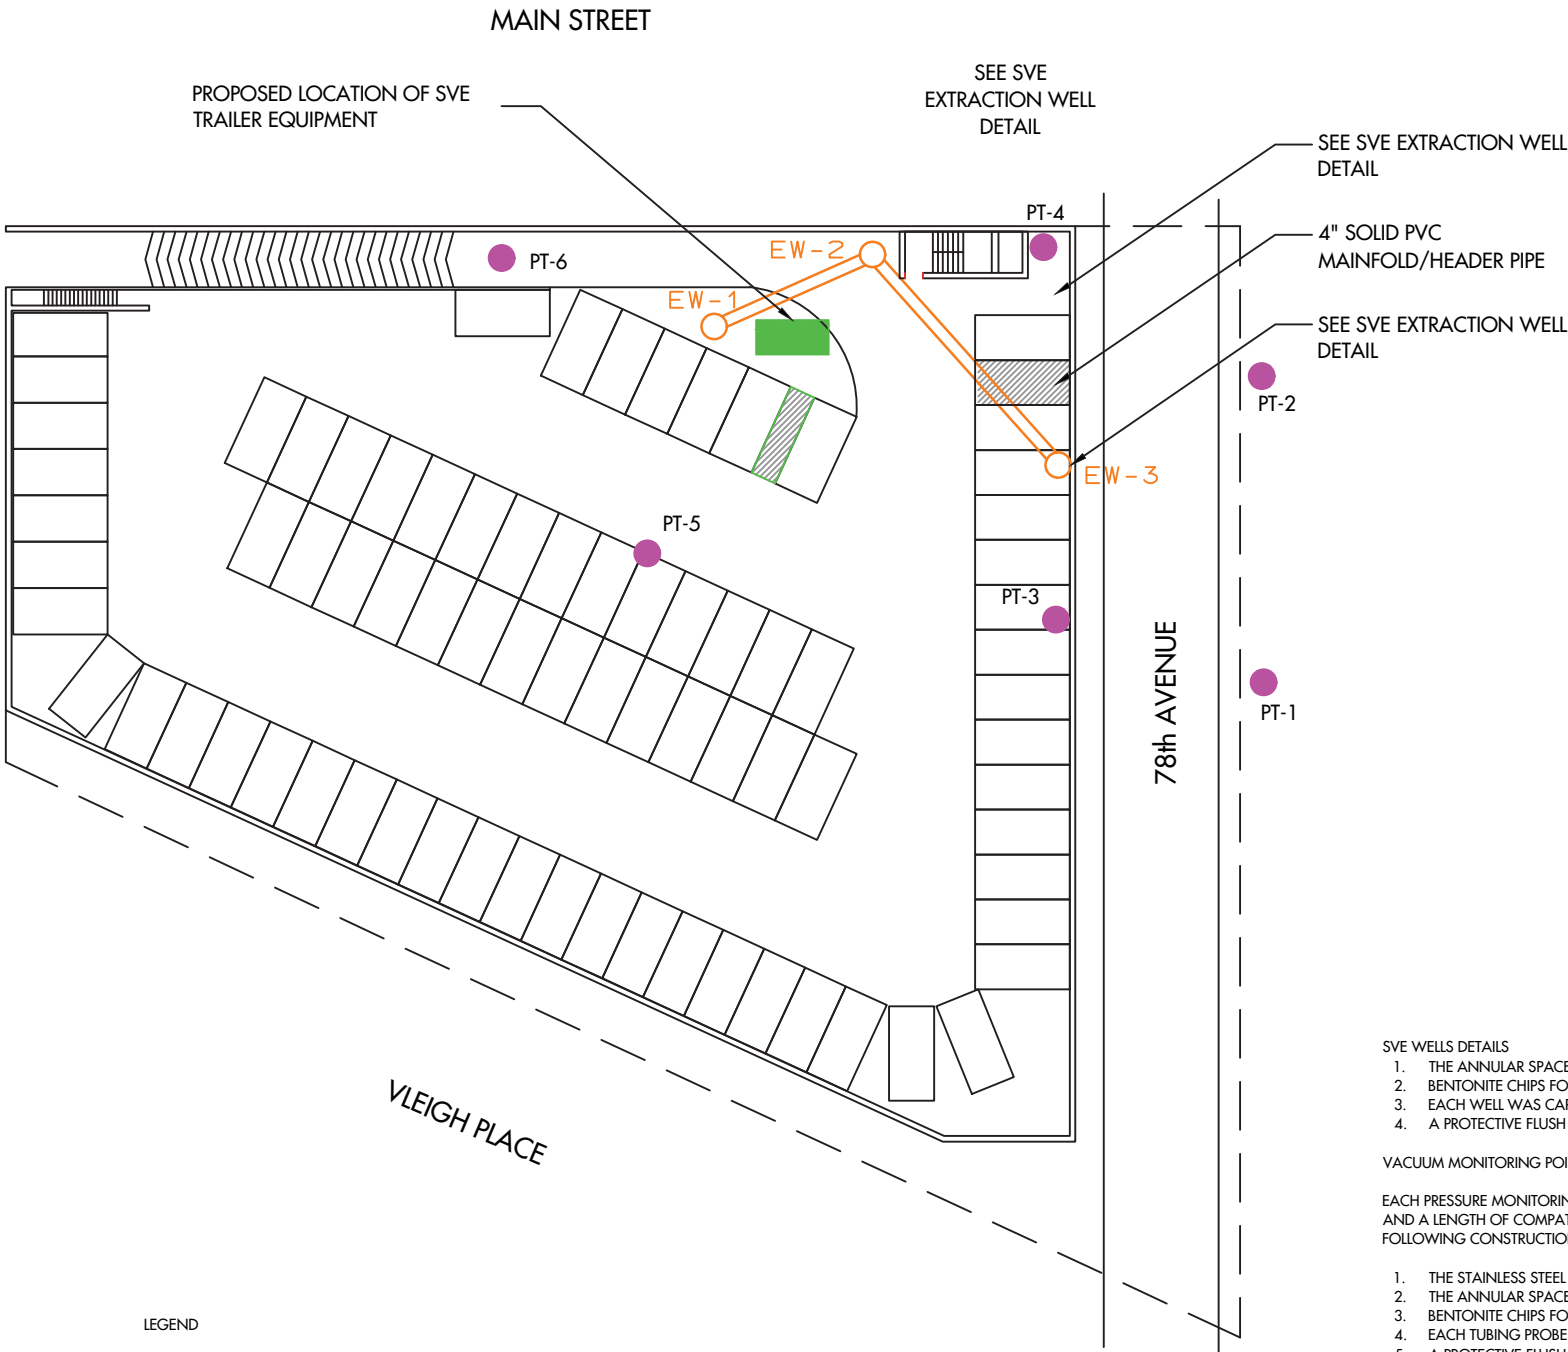 MAIN STREET
PROPOSED LOCATION OF SVE
TRAILER EQUIPMENT
SEE SVE
EXTRACTION WELL
DETAIL
SEE SVE EXTRACTION WELL
DETAIL
4" SOLID PVC
MAINFOLD/HEADER PIPE
SEE SVE EXTRACTION WELL
DETAIL
PT-4
PT-6
EW-2
EW-1
PT-2
EW-3
PT-5
PT-3
PT-1
78th AVENUE
VLEIGH PLACE
LEGEND
SVE WELLS DETAILS
1. THE ANNULAR SPACE
2. BENTONITE CHIPS FO
3. EACH WELL WAS CA
4. A PROTECTIVE FLUSH
VACUUM MONITORING POI
EACH PRESSURE MONITORIN
AND A LENGTH OF COMPAT
FOLLOWING CONSTRUCTIO
1. THE STAINLESS STEEL
2. THE ANNULAR SPACE
3. BENTONITE CHIPS FO
4. EACH TUBING PROBE
5. A PROTECTIVE FLUSH